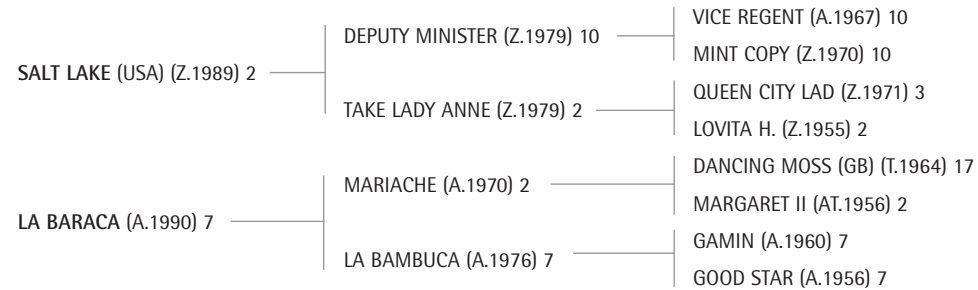 SALT LAKE (USA) (Z.1989) 2
DEPUTY MINISTER (Z.1979) 10
VICE REGENT (A.1967) 10
MINT COPY (Z.1970) 10
TAKE LADY ANNE (Z.1979) 2
QUEEN CITY LAD (Z.1971) 3
LOVITA H. (Z.1955) 2
LA BARACA (A.1990) 7
MARIACHE (A.1970) 2
DANCING MOSS (GB) (T.1964) 17
MARGARET II (AT.1956) 2
LA BAMBUCA (A.1976) 7
GAMIN (A.1960) 7
GOOD STAR (A.1956) 7